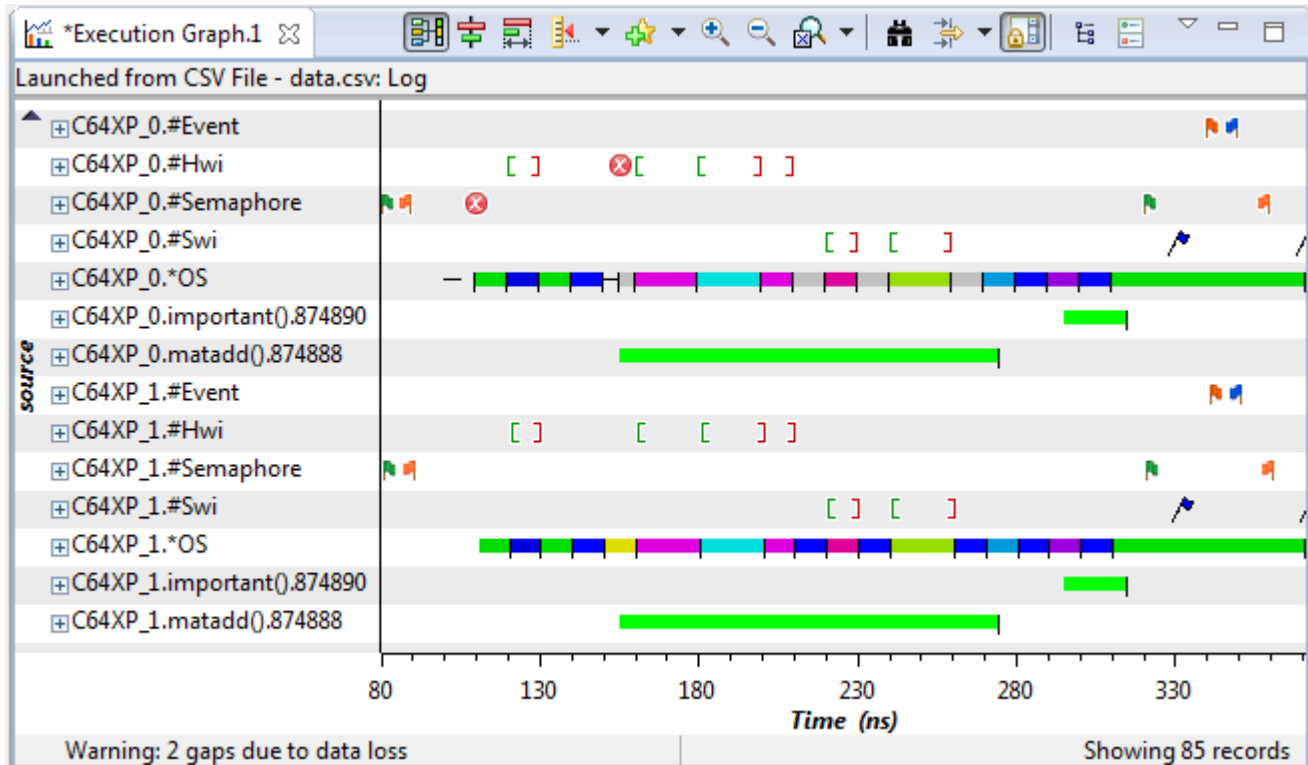 *Execution Graph.1
Launched from CSV File - data.csv: Log
C64XP_0.#Event
C64XP_0.#Hwi
C64XP_0.#Semaphore
C64XP_0.#Swi
C64XP_0.*OS
C64XP_0.important().874890
C64XP_0.matadd().874888
source
C64XP_1.#Event
C64XP_1.#Hwi
C64XP_1.#Semaphore
C64XP_1.#Swi
C64XP_1.*OS
C64XP_1.important().874890
C64XP_1.matadd().874888
80 130 180 230 280 330
Time (ns)
Warning: 2 gaps due to data loss Showing 85 records